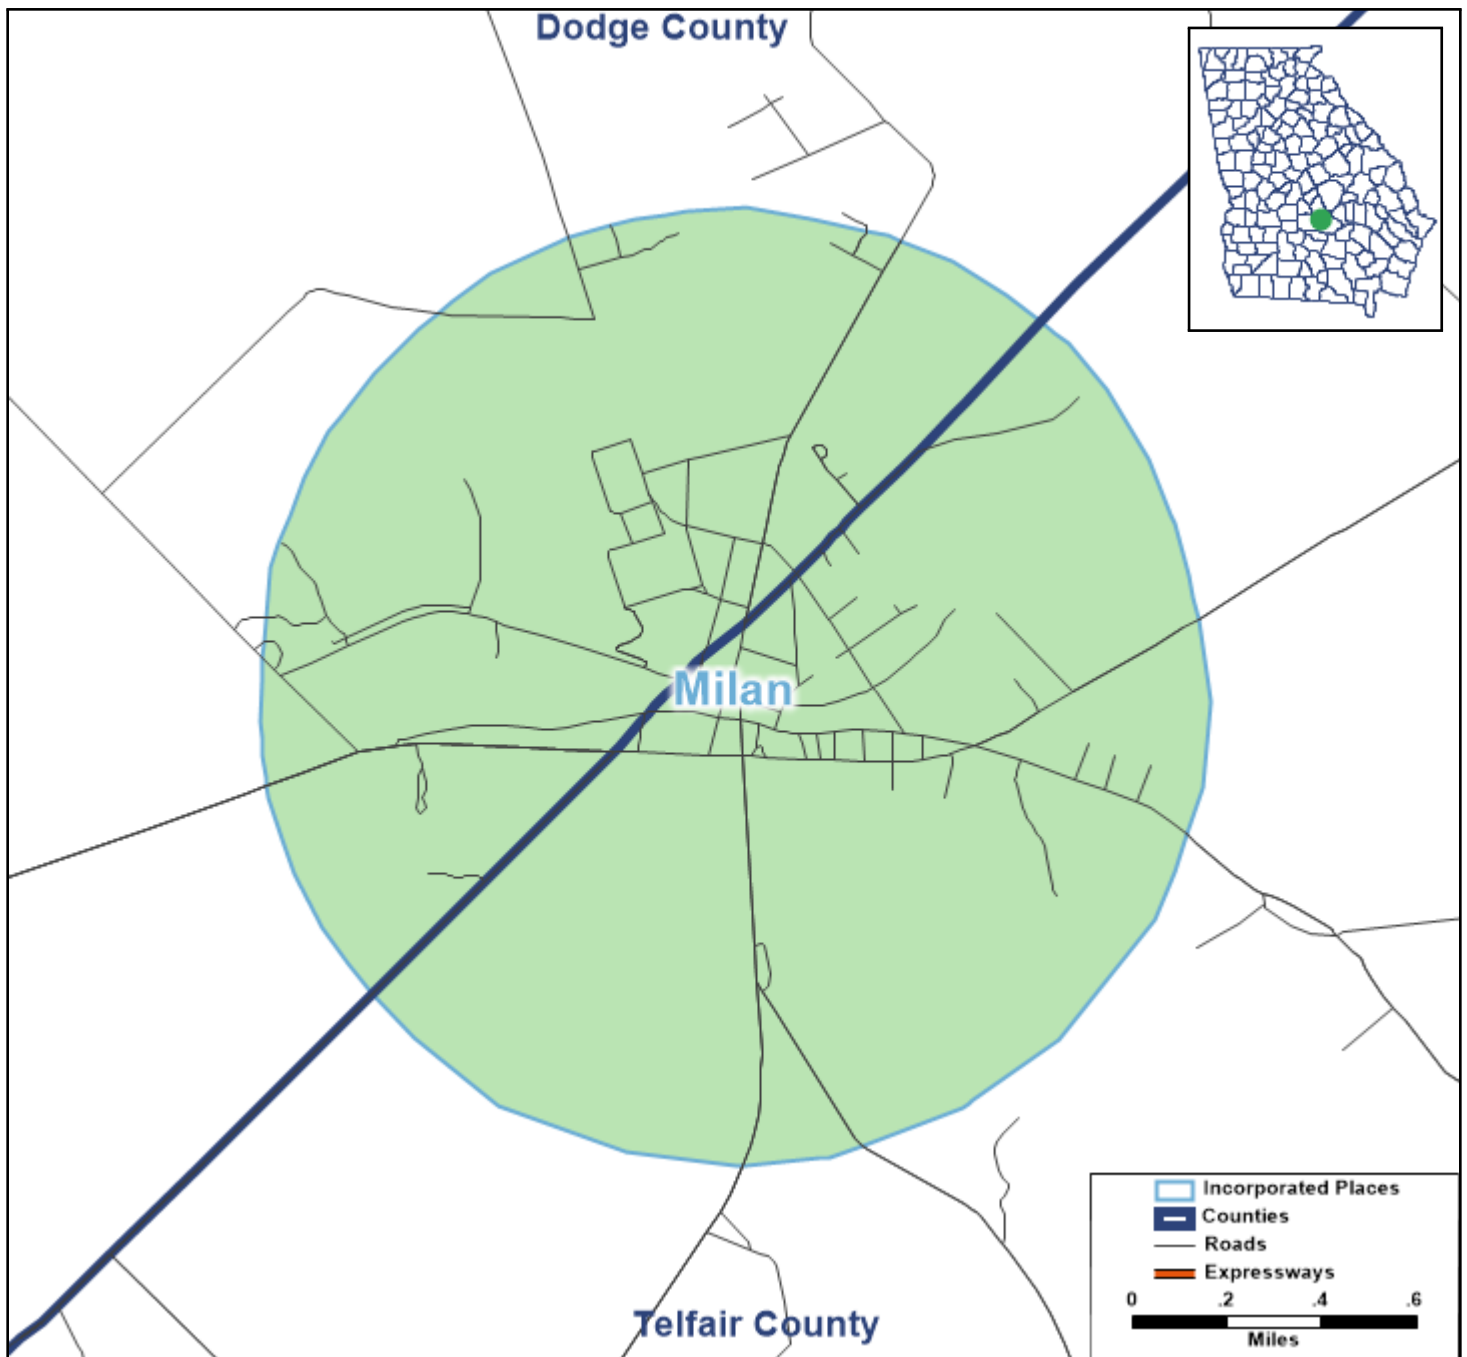 Dodge County
Milan
Incorporated Places
Counties
Roads
Expressways
0 .2 .4 .6
Miles
Telfair County